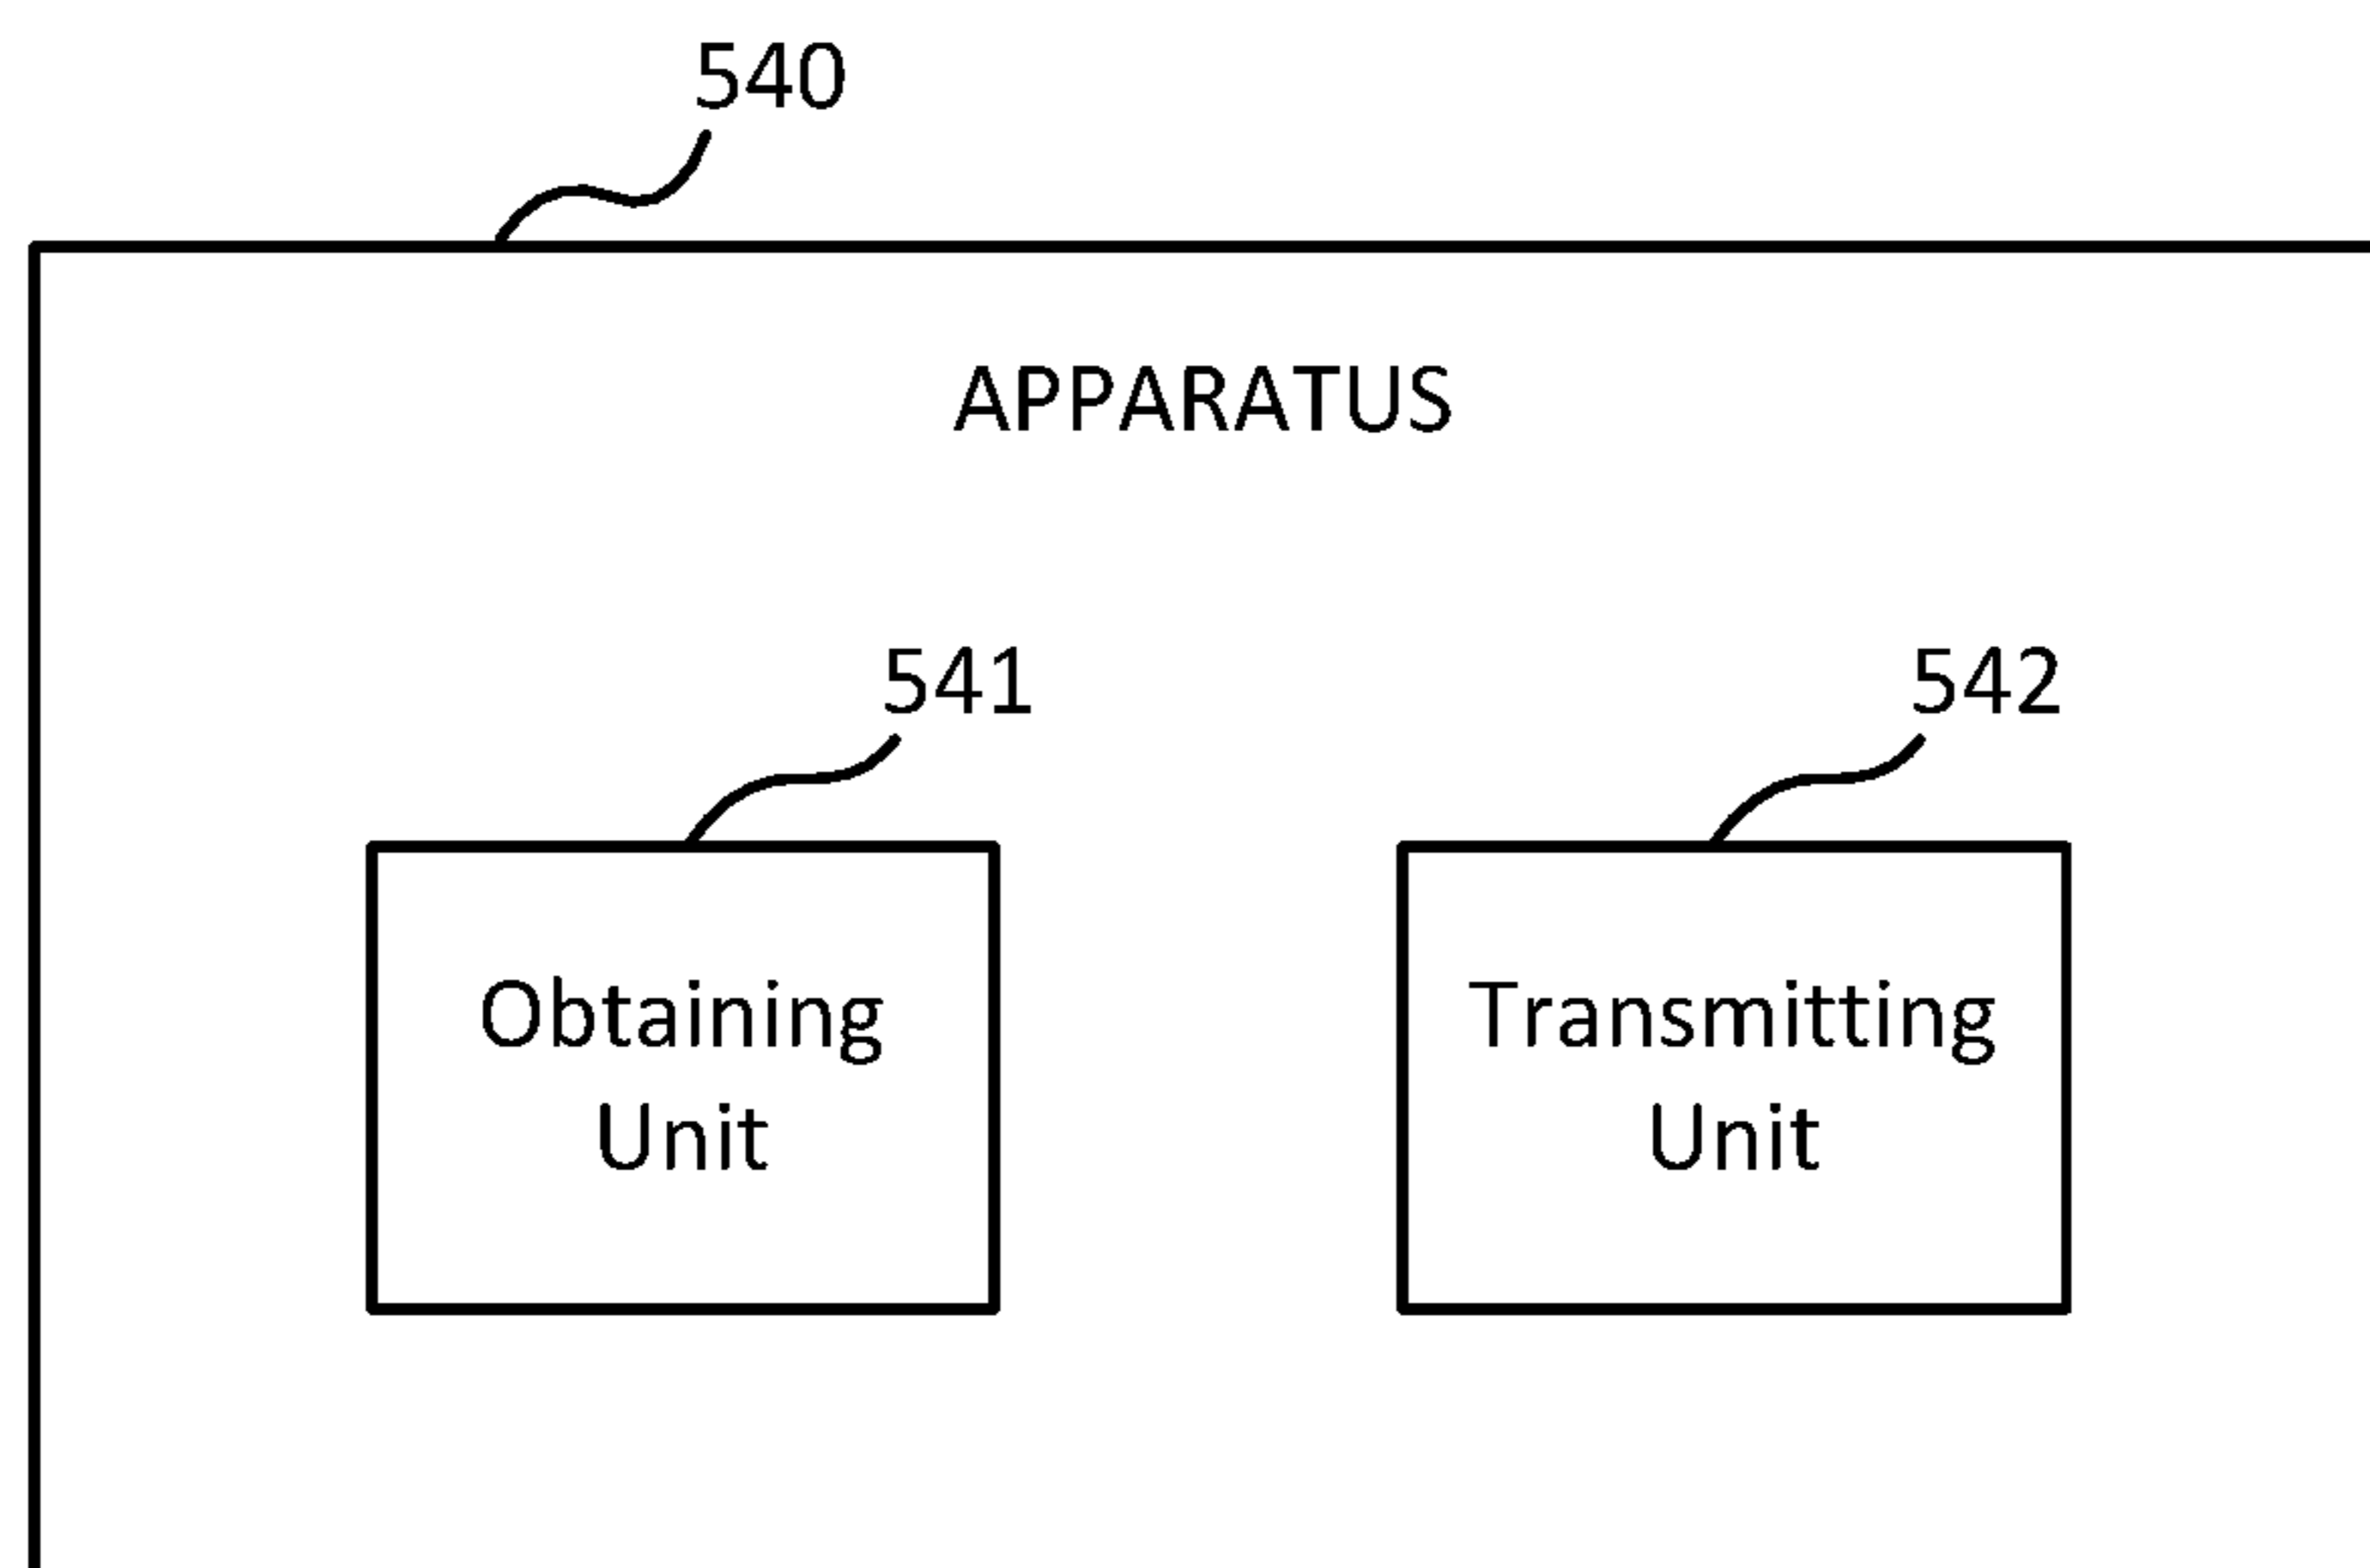 540
APPARATUS
541
542
Obtaining
Unit
Transmitting
Unit